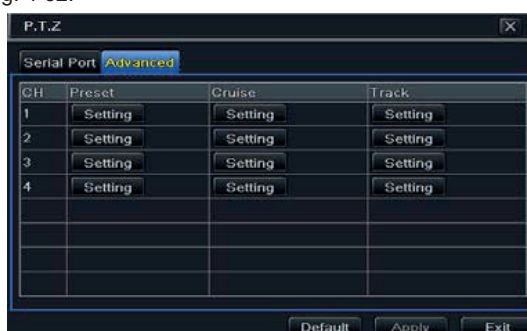 P.T.Z X
Serial Port Advanced
CH Preset Cruise Track
1 Setting Setting Setting
2 Setting Setting Setting
3 Setting Setting Setting
4 Setting Setting Setting
Default Apply Exit